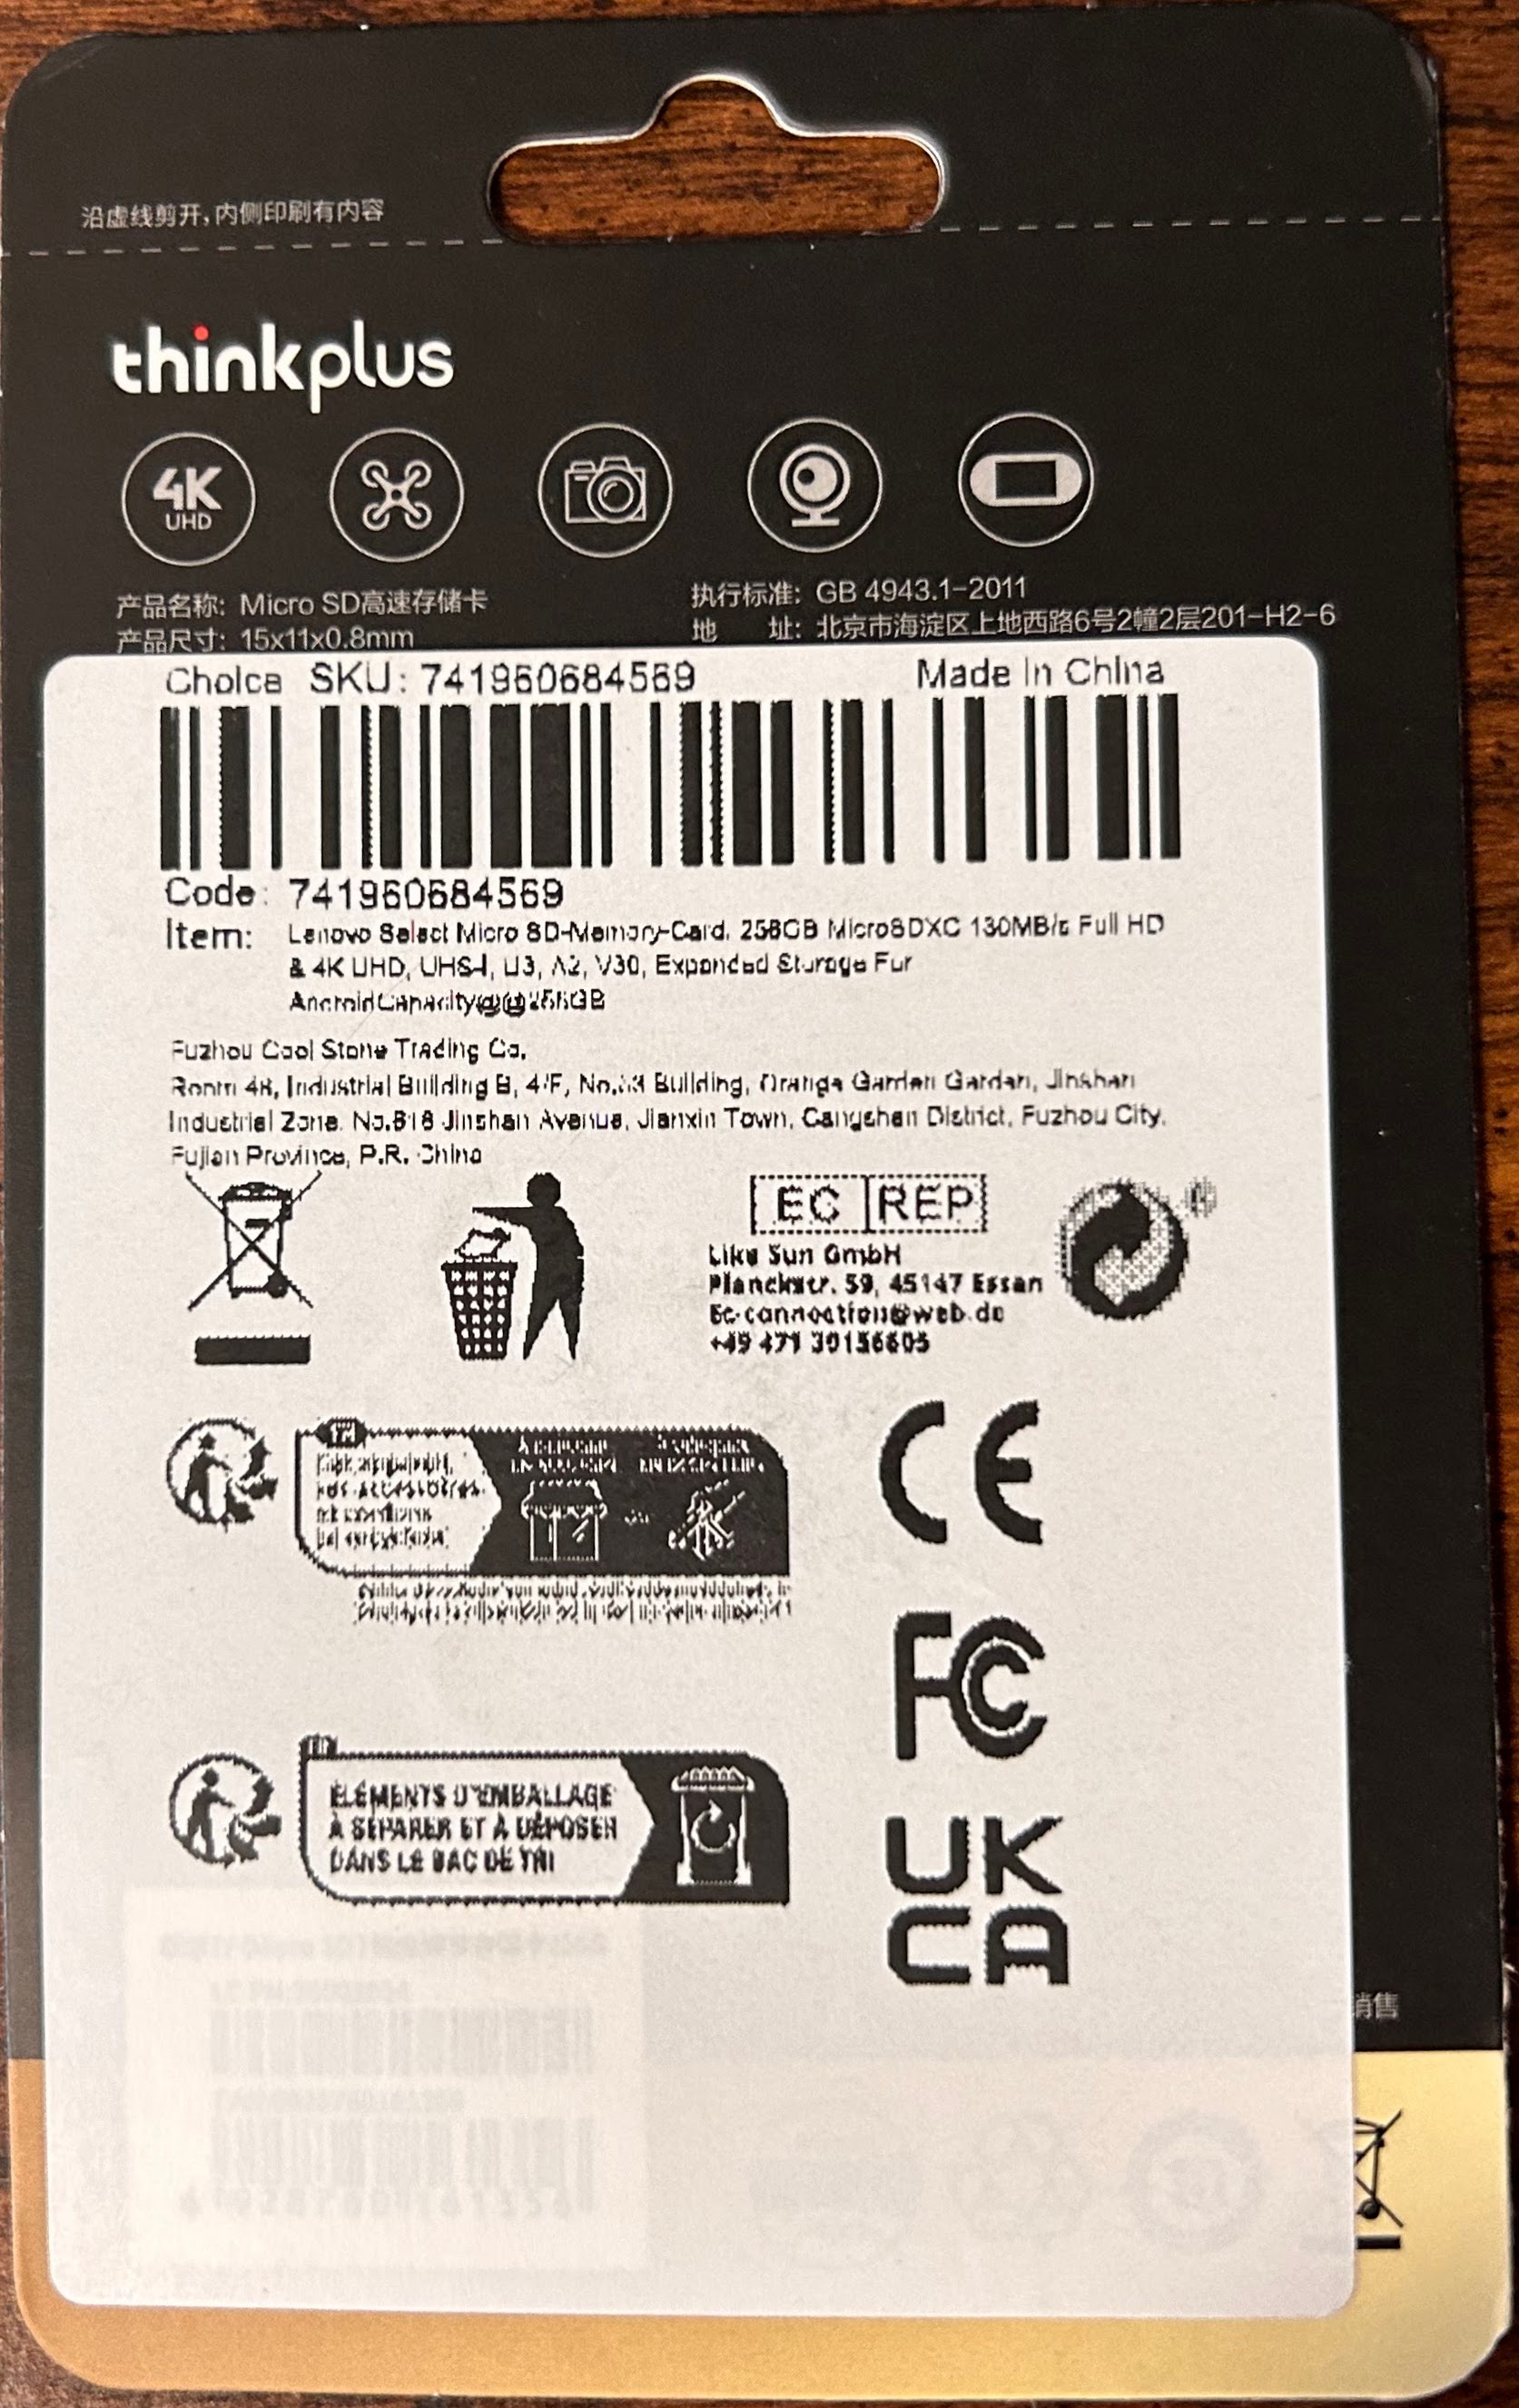 沿虚线剪开,内侧印刷有内容
thinkplus
4K
UHD
产品名称: Micro SD高速存储卡
产品尺寸: 15x11x0.8mm
执行标准: GB 4943.1-2011
地 址: 北京市海淀区上地西路6号2幢2层201-H2-6
Choice SKU: 741960684569
Made In China
Code: 741960684569
Item: Lenovo Select Micro SD-Memory-Card, 256GB MicroSDXC 130MB/s Full HD
& 4K UHD, UHS-I, U3, A2, V30, Expanded Storage For
AndroidCapacity@@256GB
Fuzhou Cool Stone Trading Co.
Industrial Building B, 4/F, Building, Orange Garden Garden, Jinshan
Industrial Zone, No.618 Jinshan Avenue, Jianxin Town, Cangshan District, Fuzhou City,
Fujian Province, P.R. China
EC REP
Like Sun GmbH
Planckstr. 59, 45147 Essen
CE
FC
ÉLÉMENTS D'EMBALLAGE
À SÉPARER ET À DÉPOSER
DANS LE BAC DE TRI
UK
CA
销售